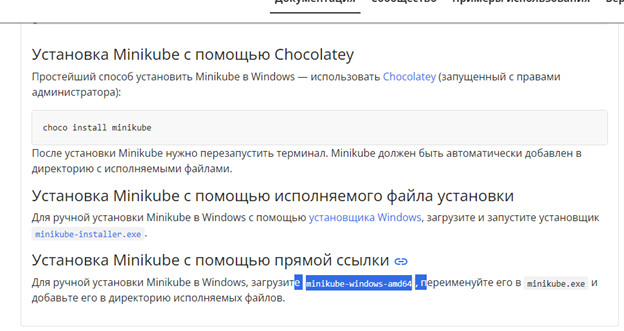 Документация Сообщество Примеры использования
Установка Minikube с помощью Chocolatey
Простейший способ установить Minikube в Windows — использовать Chocolatey (запущенный с правами
администратора):
choco install minikube
После установки Minikube нужно перезапустить терминал. Minikube должен быть автоматически добавлен в
директорию с исполняемыми файлами.
Установка Minikube с помощью исполняемого файла установки
Для ручной установки Minikube в Windows с помощью установщика Windows, загрузите и запустите установщик
minikube-installer.exe.
Установка Minikube с помощью прямой ссылки
Для ручной установки Minikube в Windows, загрузите minikube-windows-amd64, переименуйте его в minikube.exe и
добавьте его в директорию исполняемых файлов.